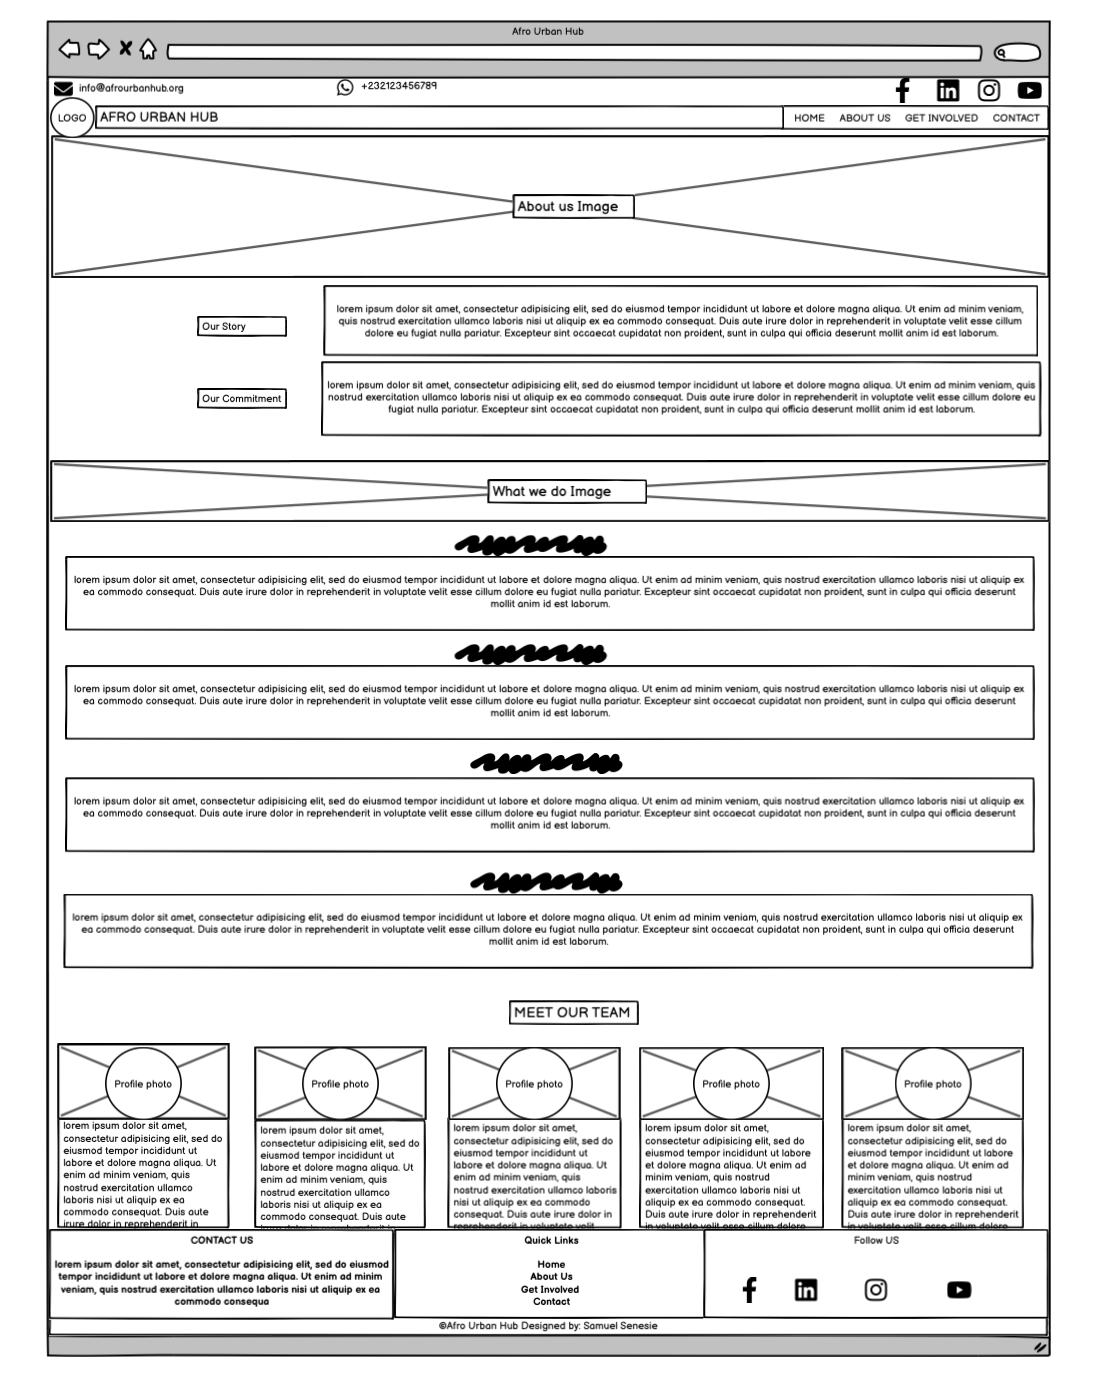 Afro Urban Hub
info@afrourbanhub.org
+232123456789
LOGO
AFRO URBAN HUB
HOME ABOUT US GET INVOLVED CONTACT
About us Image
Our Story
lorem ipsum dolor sit amet, consectetur adipisicing elit, sed do eiusmod tempor incididunt ut labore et dolore magna aliqua. Ut enim ad minim veniam,
quis nostrud exercitation ullamco laboris nisi ut aliquip ex ea commodo consequat. Duis aute irure dolor in reprehenderit in voluptate velit esse cillum
dolore eu fugiat nulla pariatur. Excepteur sint occaecat cupidatat non proident, sunt in culpa qui officia deserunt mollit anim id est laborum.
Our Commitment
lorem ipsum dolor sit amet, consectetur adipisicing elit, sed do eiusmod tempor incididunt ut labore et dolore magna aliqua. Ut enim ad minim veniam, quis
nostrud exercitation ullamco laboris nisi ut aliquip ex ea commodo consequat. Duis aute irure dolor in reprehenderit in voluptate velit esse cillum dolore eu
fugiat nulla pariatur. Excepteur sint occaecat cupidatat non proident, sunt in culpa qui officia deserunt mollit anim id est laborum.
What we do Image
lorem ipsum dolor sit amet, consectetur adipisicing elit, sed do eiusmod tempor incididunt ut labore et dolore magna aliqua. Ut enim ad minim veniam, quis nostrud exercitation ullamco laboris nisi ut aliquip ex
ea commodo consequat. Duis aute irure dolor in reprehenderit in voluptate velit esse cillum dolore eu fugiat nulla pariatur. Excepteur sint occaecat cupidatat non proident, sunt in culpa qui officia deserunt
mollit anim id est laborum.
lorem ipsum dolor sit amet, consectetur adipisicing elit, sed do eiusmod tempor incididunt ut labore et dolore magna aliqua. Ut enim ad minim veniam, quis nostrud exercitation ullamco laboris nisi ut aliquip ex
ea commodo consequat. Duis aute irure dolor in reprehenderit in voluptate velit esse cillum dolore eu fugiat nulla pariatur. Excepteur sint occaecat cupidatat non proident, sunt in culpa qui officia deserunt
mollit anim id est laborum.
lorem ipsum dolor sit amet, consectetur adipisicing elit, sed do eiusmod tempor incididunt ut labore et dolore magna aliqua. Ut enim ad minim veniam, quis nostrud exercitation ullamco laboris nisi ut aliquip ex
ea commodo consequat. Duis aute irure dolor in reprehenderit in voluptate velit esse cillum dolore eu fugiat nulla pariatur. Excepteur sint occaecat cupidatat non proident, sunt in culpa qui officia deserunt
mollit anim id est laborum.
lorem ipsum dolor sit amet, consectetur adipisicing elit, sed do eiusmod tempor incididunt ut labore et dolore magna aliqua. Ut enim ad minim veniam, quis nostrud exercitation ullamco laboris nisi ut aliquip ex
ea commodo consequat. Duis aute irure dolor in reprehenderit in voluptate velit esse cillum dolore eu fugiat nulla pariatur. Excepteur sint occaecat cupidatat non proident, sunt in culpa qui officia deserunt
mollit anim id est laborum.
MEET OUR TEAM
Profile photo
lorem ipsum dolor sit amet,
consectetur adipisicing elit, sed do
eiusmod tempor incididunt ut
labore et dolore magna aliqua. Ut
enim ad minim veniam, quis
nostrud exercitation ullamco
laboris nisi ut aliquip ex ea
commodo consequat. Duis aute
irure dolor in reprehenderit in
Profile photo
lorem ipsum dolor sit amet,
consectetur adipisicing elit, sed do
eiusmod tempor incididunt ut
labore et dolore magna aliqua. Ut
enim ad minim veniam, quis
nostrud exercitation ullamco
laboris nisi ut aliquip ex ea
commodo consequat. Duis aute
Profile photo
lorem ipsum dolor sit amet,
consectetur adipisicing elit, sed do
eiusmod tempor incididunt ut
labore et dolore magna aliqua. Ut
enim ad minim veniam, quis
nostrud exercitation ullamco laboris
nisi ut aliquip ex ea commodo
consequat. Duis aute irure dolor in
reprehenderit in voluptate velit
Profile photo
lorem ipsum dolor sit amet,
consectetur adipisicing elit, sed do
eiusmod tempor incididunt ut labore
et dolore magna aliqua. Ut enim ad
minim veniam, quis nostrud
exercitation ullamco laboris nisi ut
aliquip ex ea commodo consequat.
Duis aute irure dolor in reprehenderit
in voluptate velit esse cillum dolore
Profile photo
lorem ipsum dolor sit amet,
consectetur adipisicing elit, sed do
eiusmod tempor incididunt ut labore
et dolore magna aliqua. Ut enim ad
minim veniam, quis nostrud
exercitation ullamco laboris nisi ut
aliquip ex ea commodo consequat.
Duis aute irure dolor in reprehenderit
in voluptate velit esse cillum dolore
CONTACT US
lorem ipsum dolor sit amet, consectetur adipisicing elit, sed do eiusmod
tempor incididunt ut labore et dolore magna aliqua. Ut enim ad minim
veniam, quis nostrud exercitation ullamco laboris nisi ut aliquip ex ea
commodo consequa
Quick Links
Home
About Us
Get Involved
Contact
Follow US
©Afro Urban Hub Designed by: Samuel Senesie